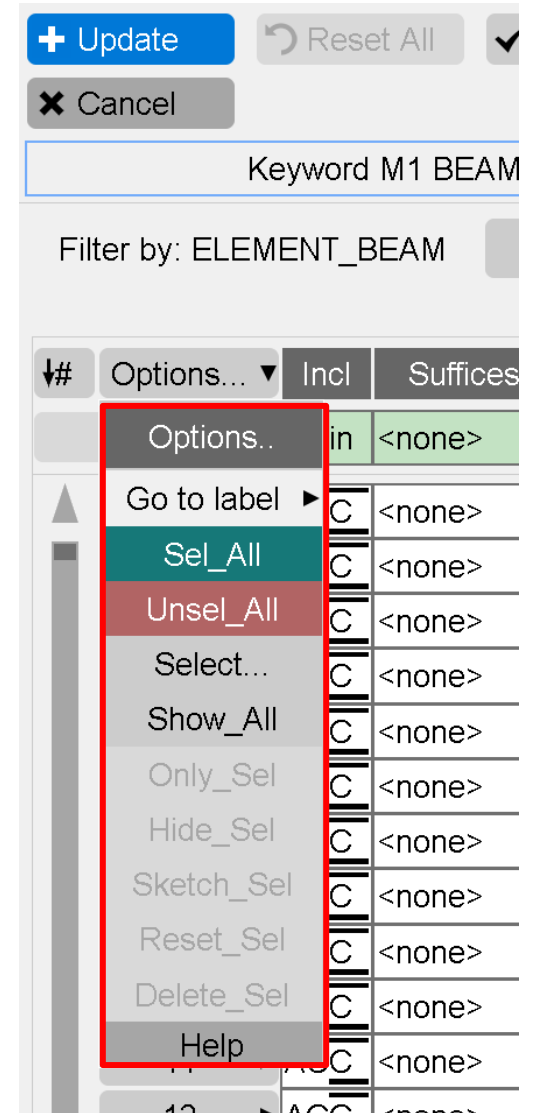 + Update
Reset All
✔
✖ Cancel
Keyword M1 BEAM
Filter by: ELEMENT_BEAM
# Options... ▼ Incl Suffices
Options.. in <none>
Go to label ► C <none>
Sel_All C <none>
Unsel_All C <none>
Select... C <none>
Show_All C <none>
Only_Sel C <none>
Hide_Sel C <none>
Sketch_Sel C <none>
Reset_Sel C <none>
Delete_Sel C <none>
Help C <none>